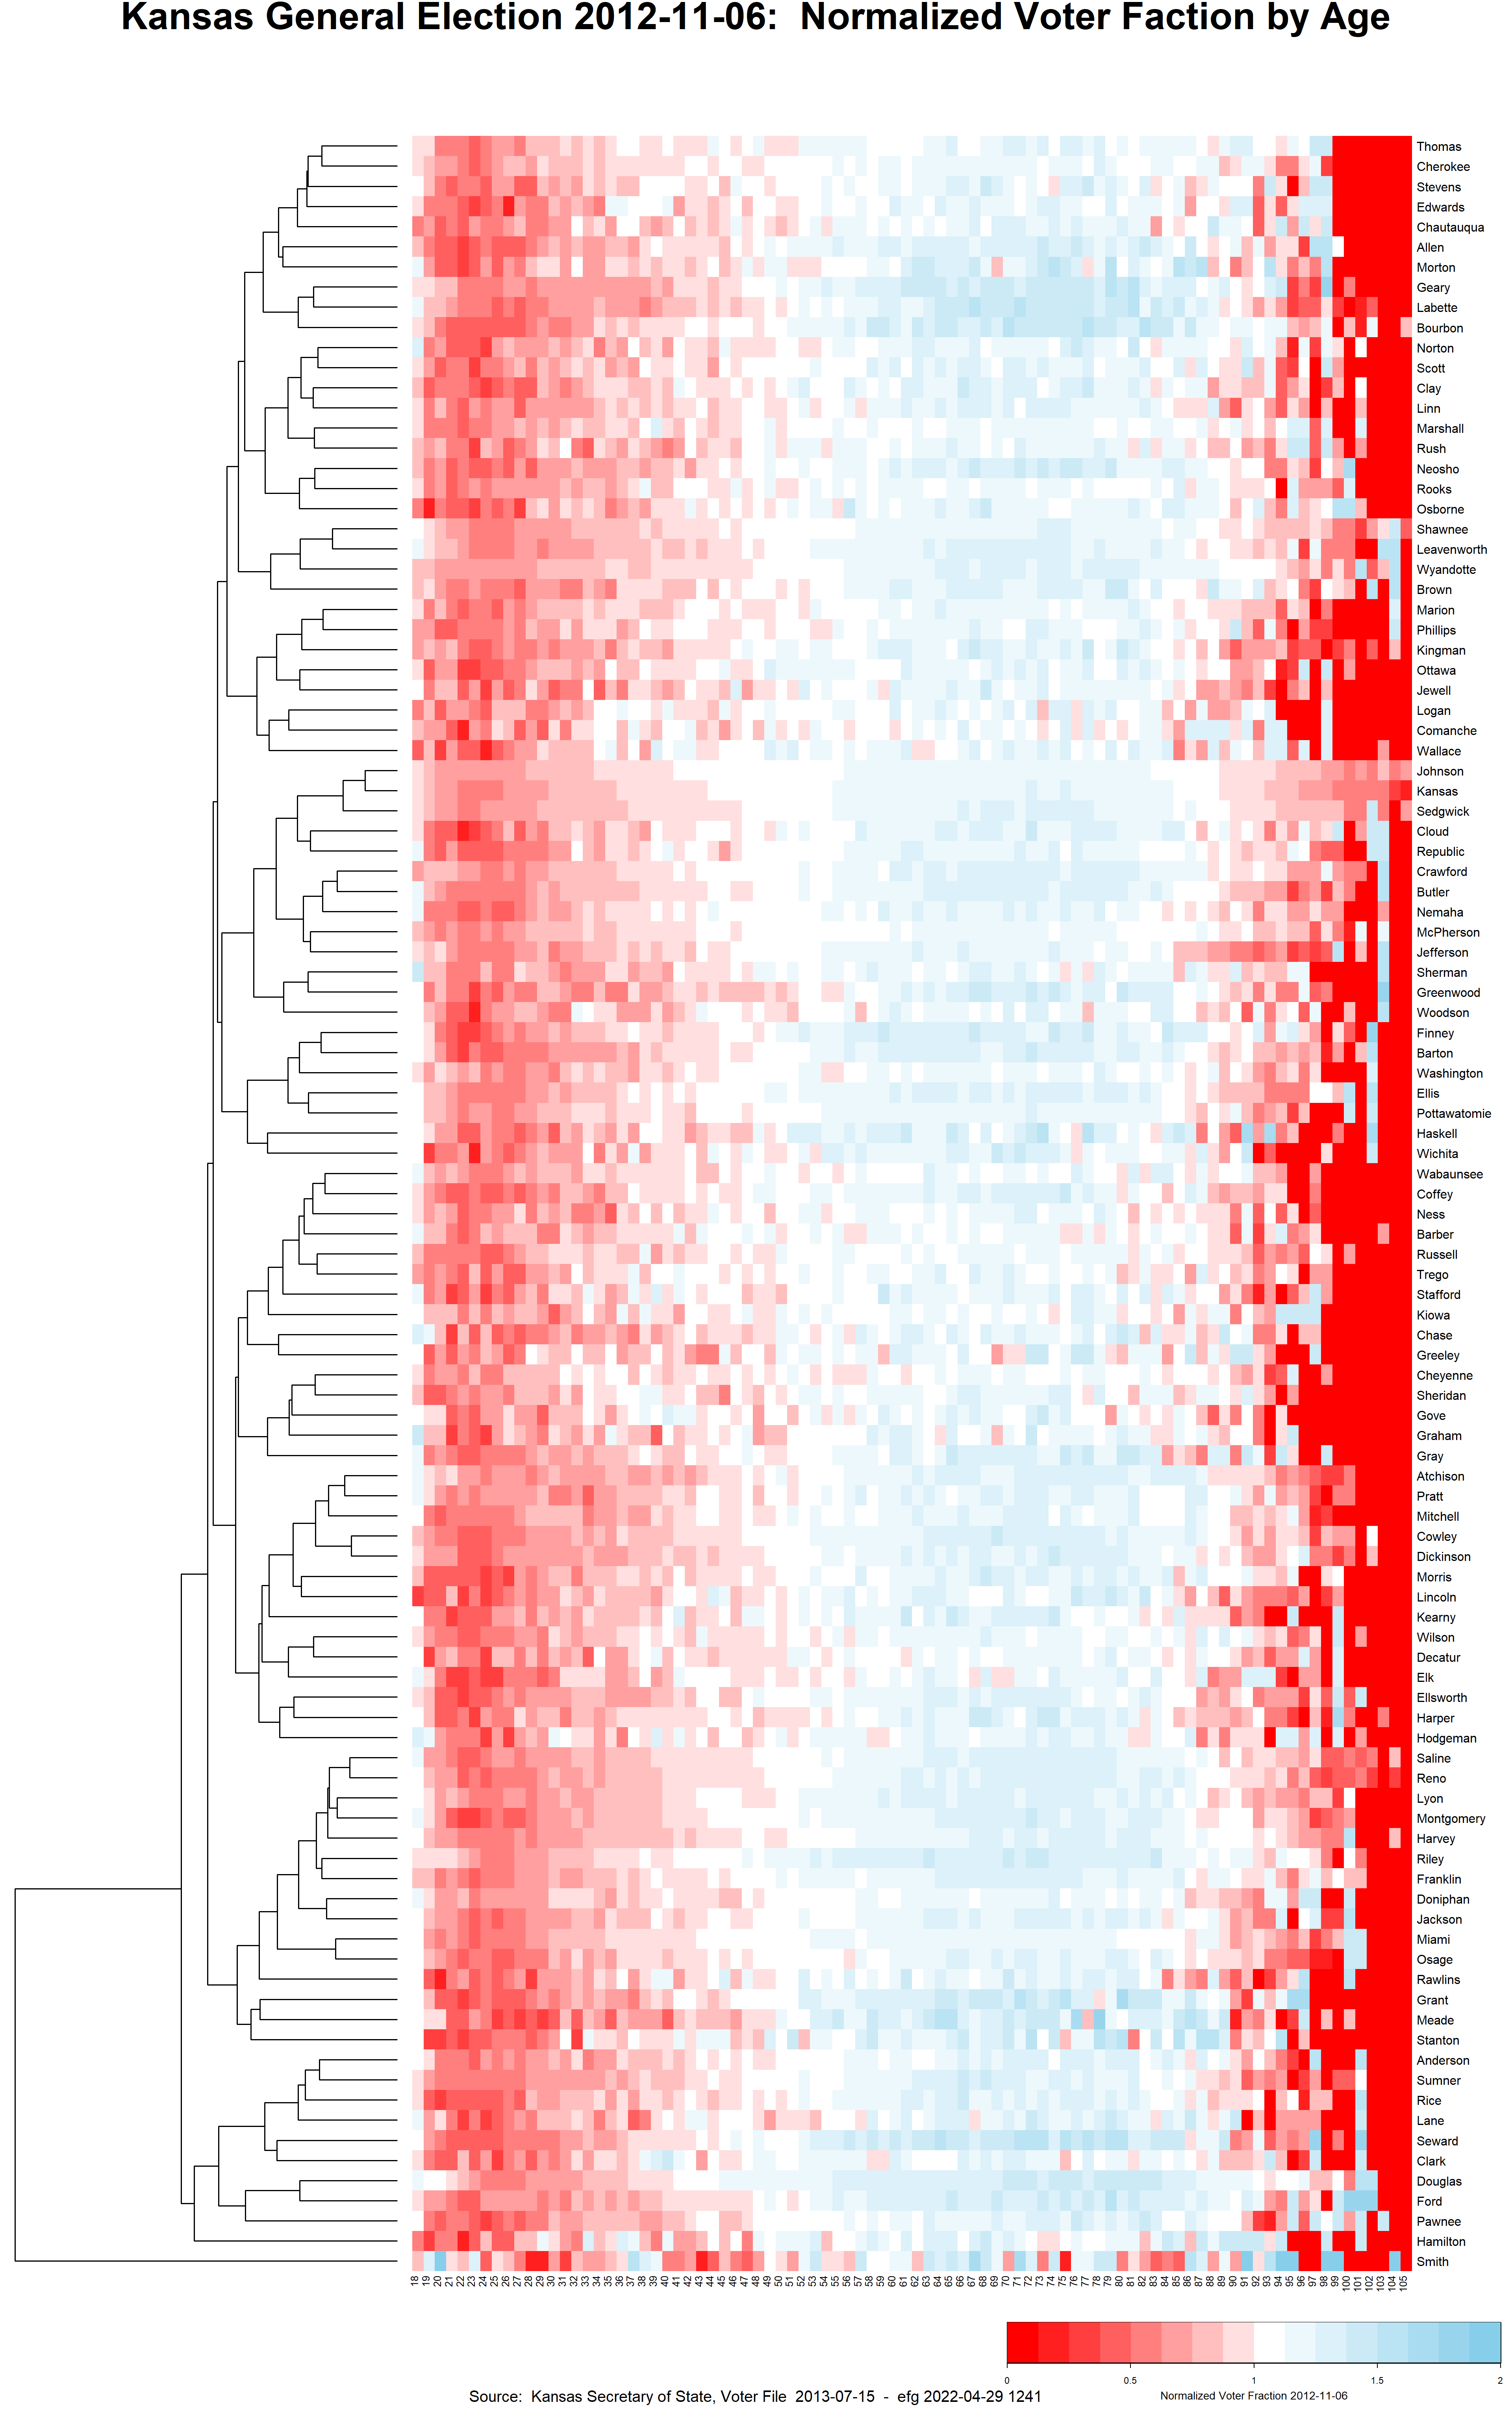 Kansas General Election 2012-11-06:  Normalized Voter Faction by Age
Thomas
Cherokee
Stevens
Edwards
Chautauqua
Allen
Morton
Geary
Labette
Bourbon
Norton
Scott
Clay
Linn
Marshall
Rush
Neosho
Rooks
Osborne
Shawnee
Leavenworth
Wyandotte
Brown
Marion
Phillips
Kingman
Ottawa
Jewell
Logan
Comanche
Wallace
Johnson
Kansas
Sedgwick
Cloud
Republic
Crawford
Butler
Nemaha
McPherson
Jefferson
Sherman
Greenwood
Woodson
Finney
Barton
Washington
Ellis
Pottawatomie
Haskell
Wichita
Wabaunsee
Coffey
Ness
Barber
Russell
Trego
Stafford
Kiowa
Chase
Greeley
Cheyenne
Sheridan
Gove
Graham
Gray
Atchison
Pratt
Mitchell
Cowley
Dickinson
Morris
Lincoln
Kearny
Wilson
Decatur
Elk
Ellsworth
Harper
Hodgeman
Saline
Reno
Lyon
Montgomery
Harvey
Riley
Franklin
Doniphan
Jackson
Miami
Osage
Rawlins
Grant
Meade
Stanton
Anderson
Sumner
Rice
Lane
Seward
Clark
Douglas
Ford
Pawnee
Hamilton
Smith
18 19 20 21 22 23 24 25 26 27 28 29 30 31 32 33 34 35 36 37 38 39 40 41 42 43 44 45 46 47 48 49 50 51 52 53 54 55 56 57 58 59 60 61 62 63 64 65 66 67 68 69 70 71 72 73 74 75 76 77 78 79 80 81 82 83 84 85 86 87 88 89 90 91 92 93 94 95 96 97 98 99 100 101 102 103 104 105
0 0.5 1 1.5 2
Normalized Voter Fraction 2012-11-06
Source:  Kansas Secretary of State, Voter File  2013-07-15  -  efg 2022-04-29 1241